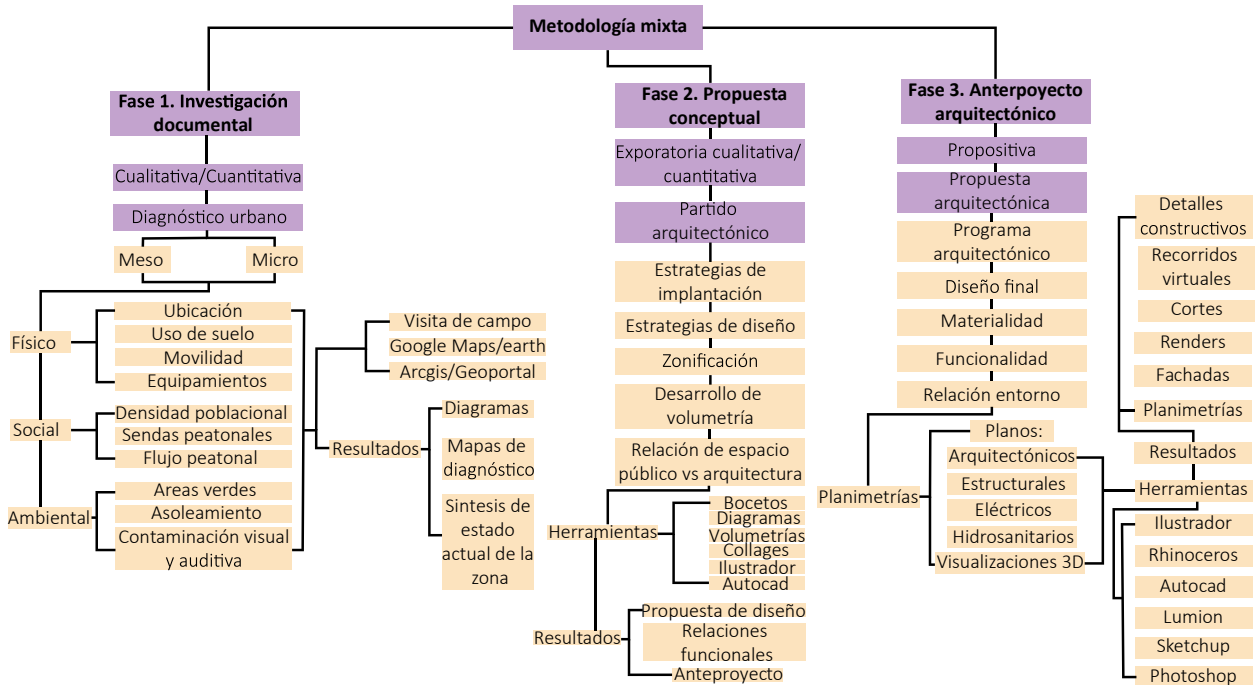 Metodología mixta
Fase 1. Investigación
documental
Cualitativa/Cuantitativa
Diagnóstico urbano
Meso
Micro
Físico
Ubicación
Uso de suelo
Movilidad
Equipamientos
Social
Densidad poblacional
Sendas peatonales
Flujo peatonal
Ambiental
Areas verdes
Asoleamiento
Contaminación visual
y auditiva
Visita de campo
Google Maps/earth
Arcgis/Geoportal
Resultados
Diagramas
Mapas de
diagnóstico
Sintesis de
estado
actual de la
zona
Fase 2. Propuesta
conceptual
Exporatoria cualitativa/
cuantitativa
Partido
arquitectónico
Estrategias de
implantación
Estrategias de diseño
Zonificación
Desarrollo de
volumetría
Relación de espacio
público vs arquitectura
Herramientas
Bocetos
Diagramas
Volumetrías
Collages
Ilustrador
Autocad
Resultados
Propuesta de diseño
Relaciones
funcionales
Anteproyecto
Fase 3. Anterpoyecto
arquitectónico
Propositiva
Propuesta
arquitectónica
Programa
arquitectónico
Diseño final
Materialidad
Funcionalidad
Relación entorno
Planimetrías
Planos:
Arquitectónicos
Estructurales
Eléctricos
Hidrosanitarios
Visualizaciones 3D
Detalles
constructivos
Recorridos
virtuales
Cortes
Renders
Fachadas
Planimetrías
Resultados
Herramientas
Ilustrador
Rhinoceros
Autocad
Lumion
Sketchup
Photoshop